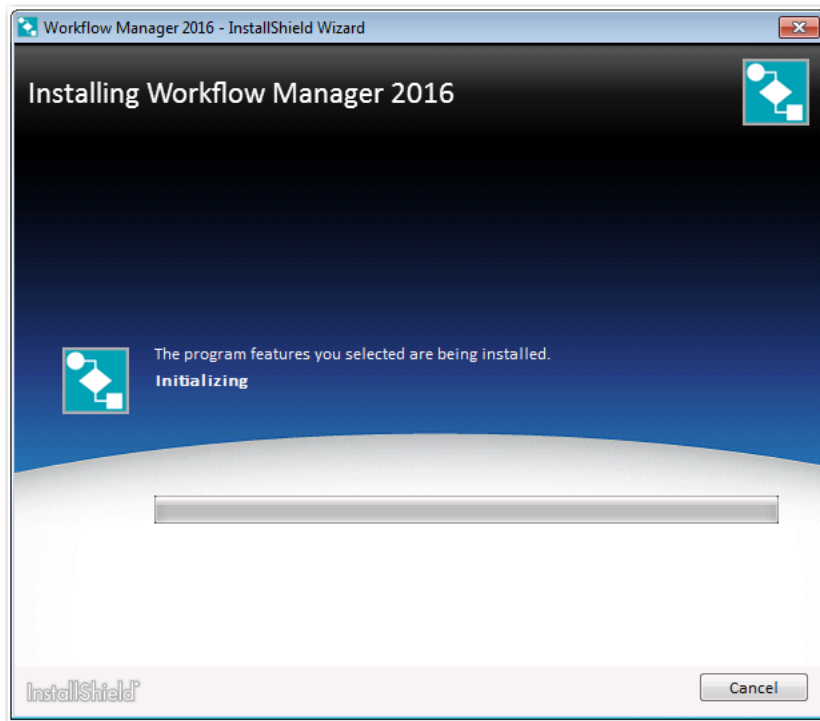 Workflow Manager 2016 - InstallShield Wizard
Installing Workflow Manager 2016
The program features you selected are being installed.
Initializing
InstallShield
Cancel